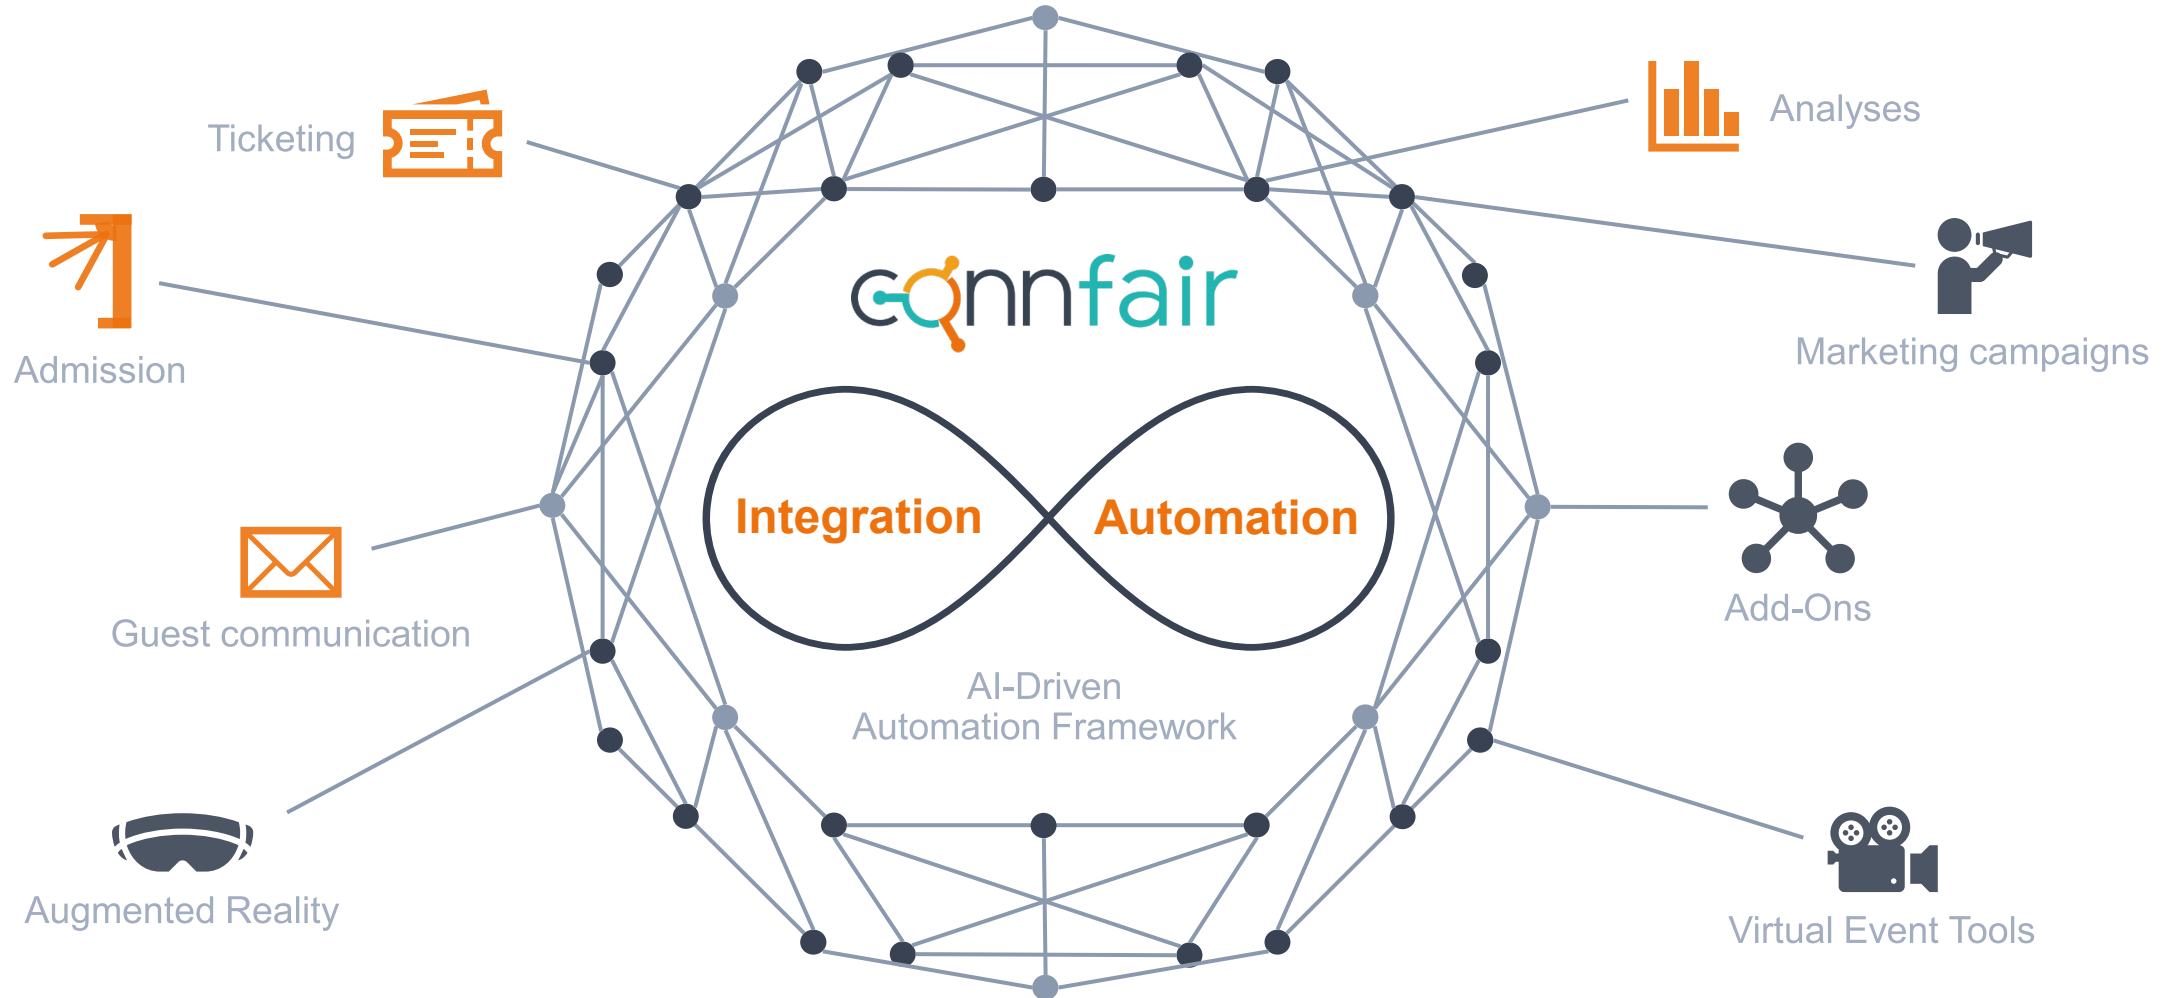 Ticketing
Analyses
Admission
connfair
Marketing campaigns
Integration
Automation
Guest communication
Add-Ons
AI-Driven
Automation Framework
Augmented Reality
Virtual Event Tools